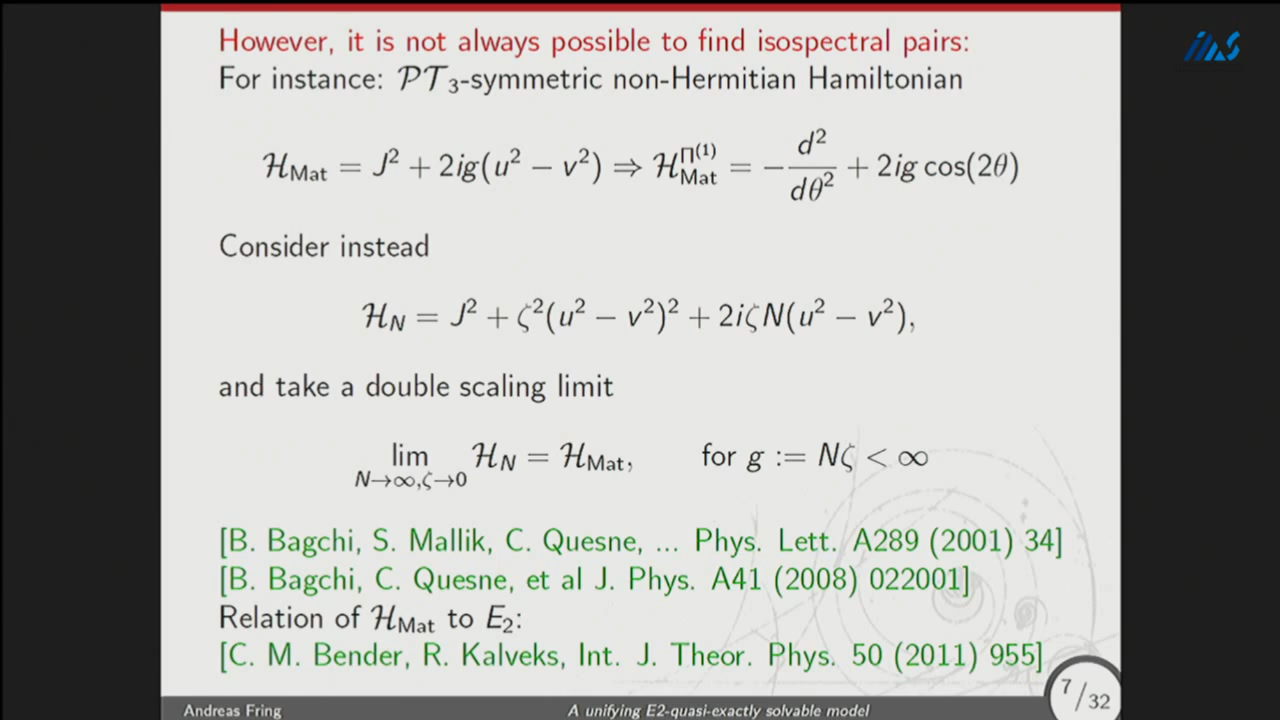 However, it is not always possible to find isospectral pairs:
For instance: 𝒫𝒯₃-symmetric non-Hermitian Hamiltonian
ℋ_Mat = J² + 2ig(u² − v²) ⇒ ℋ_Mat^Π(1) = −d²/dθ² + 2ig cos(2θ)
Consider instead
ℋ_N = J² + ζ²(u² − v²)² + 2iζN(u² − v²),
and take a double scaling limit
lim_{N→∞,ζ→0} ℋ_N = ℋ_Mat, for g := Nζ < ∞
[B. Bagchi, S. Mallik, C. Quesne, ... Phys. Lett. A289 (2001) 34]
[B. Bagchi, C. Quesne, et al J. Phys. A41 (2008) 022001]
Relation of ℋ_Mat to E₂:
[C. M. Bender, R. Kalveks, Int. J. Theor. Phys. 50 (2011) 955]
Andreas Fring A unifying E2-quasi-exactly solvable model 7/32